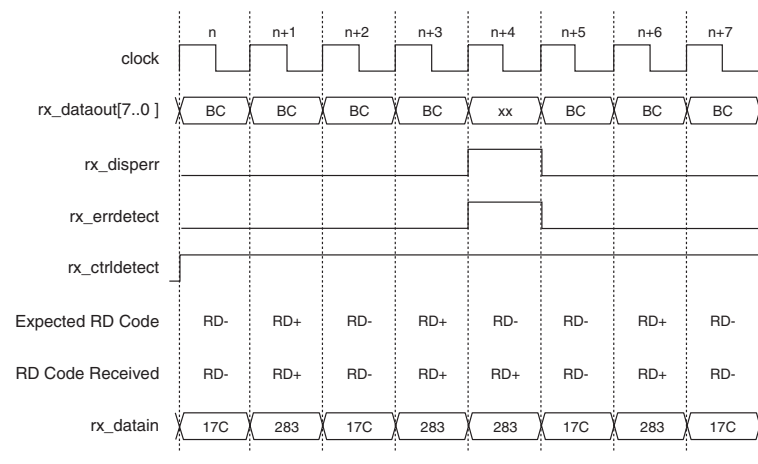 n n+1 n+2 n+3 n+4 n+5 n+6 n+7
clock
rx_dataout[7..0 ] BC BC BC BC xx BC BC BC
rx_disperr
rx_errdetect
rx_ctrldetect
Expected RD Code RD- RD+ RD- RD+ RD- RD- RD+ RD-
RD Code Received RD- RD+ RD- RD+ RD+ RD- RD+ RD-
rx_datain 17C 283 17C 283 283 17C 283 17C